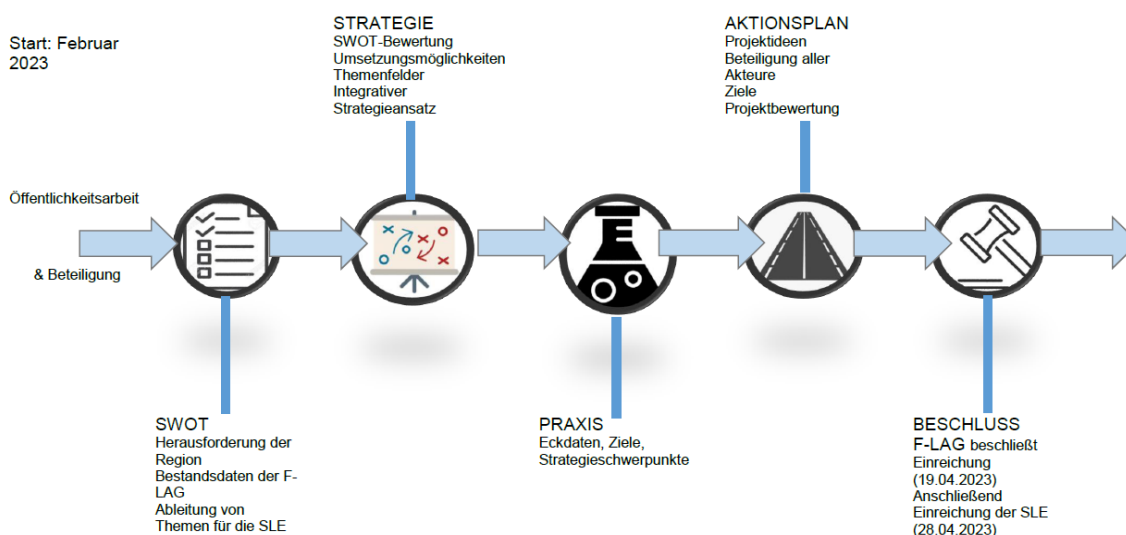 Start: Februar
2023
STRATEGIE
SWOT-Bewertung
Umsetzungsmöglichkeiten
Themenfelder
Integrativer
Strategieansatz
AKTIONSPLAN
Projektideen
Beteiligung aller
Akteure
Ziele
Projektbewertung
Öffentlichkeitsarbeit
& Beteiligung
SWOT
Herausforderung der
Region
Bestandsdaten der F-
LAG
Ableitung von
Themen für die SLE
PRAXIS
Eckdaten, Ziele,
Strategieschwerpunkte
BESCHLUSS
F-LAG beschließt
Einreichung
(19.04.2023)
Anschließend
Einreichung der SLE
(28.04.2023)